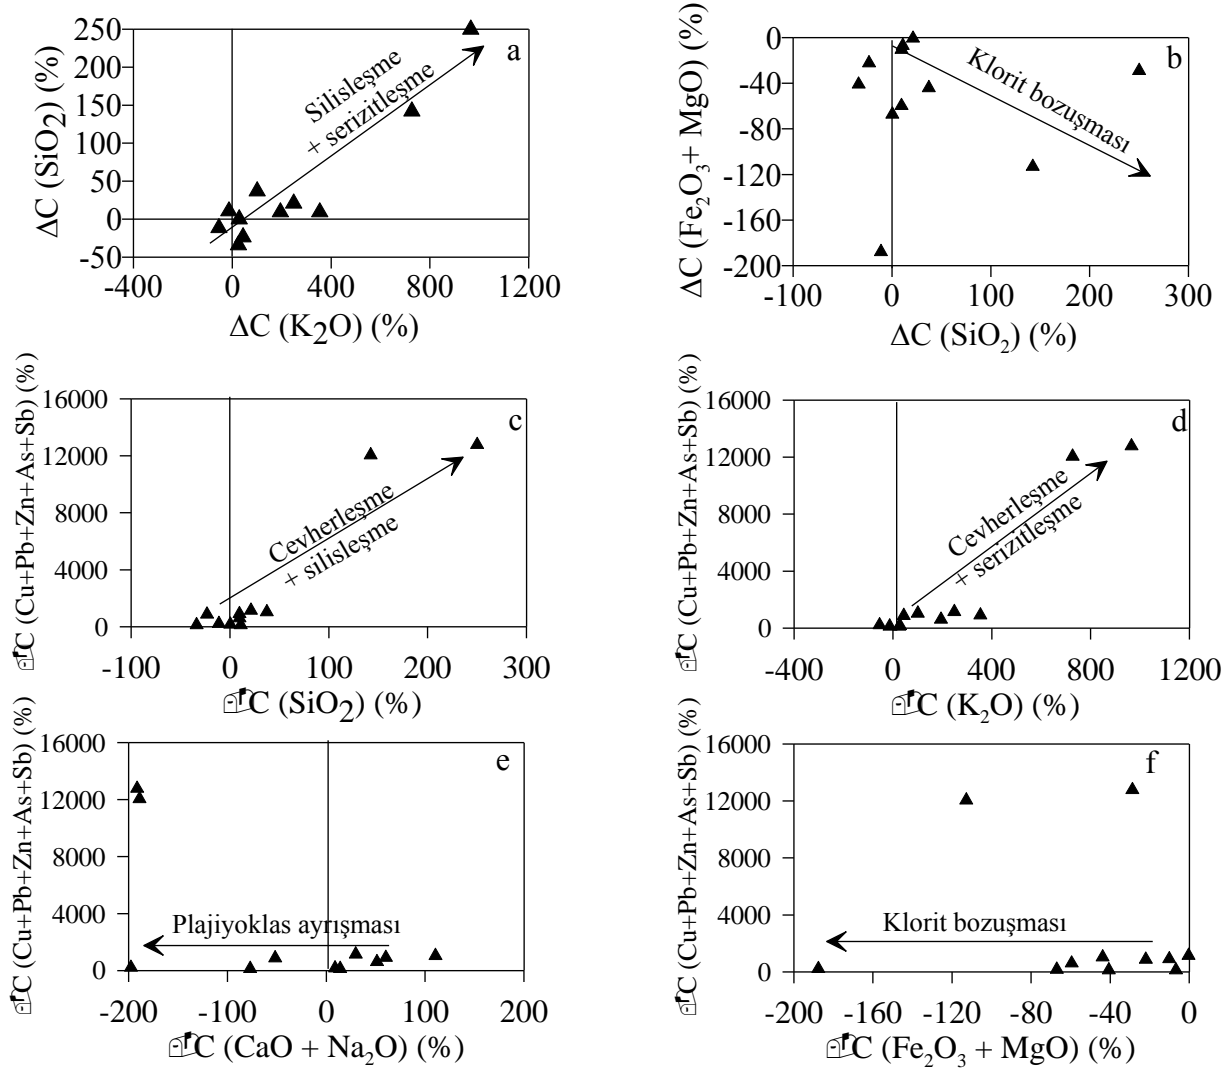 a
250
200
150
100
50
0
-50
-400
0
400
800
1200
ΔC (SiO2) (%)
ΔC (K2O) (%)
Silisleşme
+ serizitleşme
b
0
-40
-80
-120
-160
-200
-100
0
100
200
300
ΔC (Fe2O3+ MgO) (%)
ΔC (SiO2) (%)
Klorit bozuşması
c
16000
12000
8000
4000
0
-100
0
100
200
300
C (Cu+Pb+Zn+As+Sb) (%)
C (SiO2) (%)
Cevherleşme
+ silisleşme
d
16000
12000
8000
4000
0
-400
0
400
800
1200
C (Cu+Pb+Zn+As+Sb) (%)
C (K2O) (%)
Cevherleşme
+ serizitleşme
e
16000
12000
8000
4000
0
-200
-100
0
100
200
C (Cu+Pb+Zn+As+Sb) (%)
C (CaO + Na2O) (%)
Plajiyoklas ayrışması
f
16000
12000
8000
4000
0
-200
-160
-120
-80
-40
-0
C (Cu+Pb+Zn+As+Sb) (%)
C (Fe2O3 + MgO) (%)
Klorit bozuşması